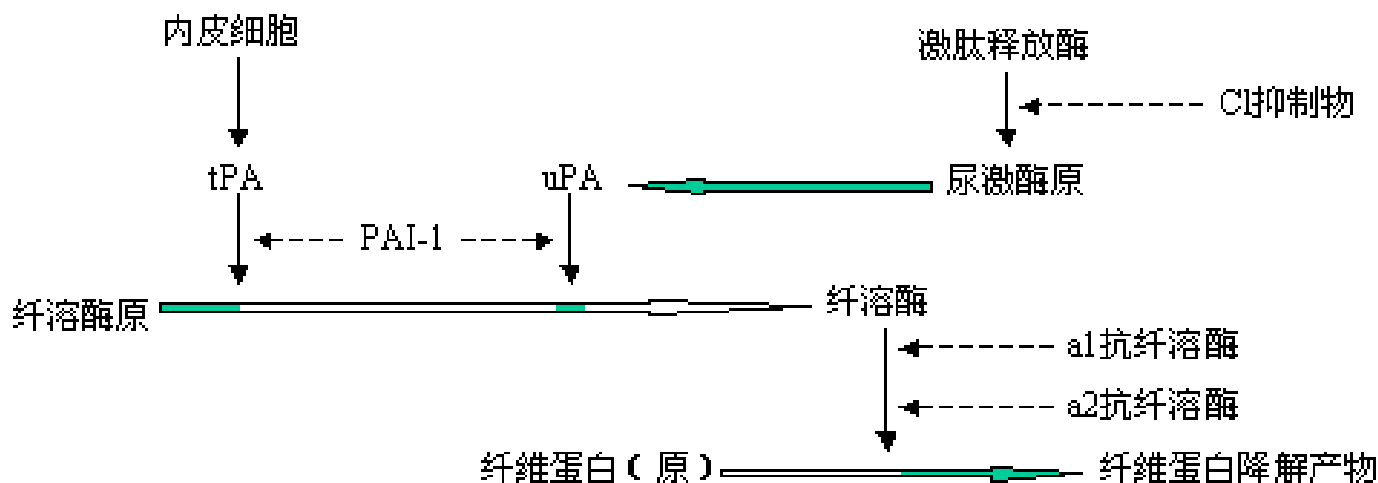 内皮细胞
激肽释放酶
C1抑制物
tPA
uPA
尿激酶原
PAI-1
纤溶酶原
纤溶酶
a1抗纤溶酶
a2抗纤溶酶
纤维蛋白（原）
纤维蛋白降解产物